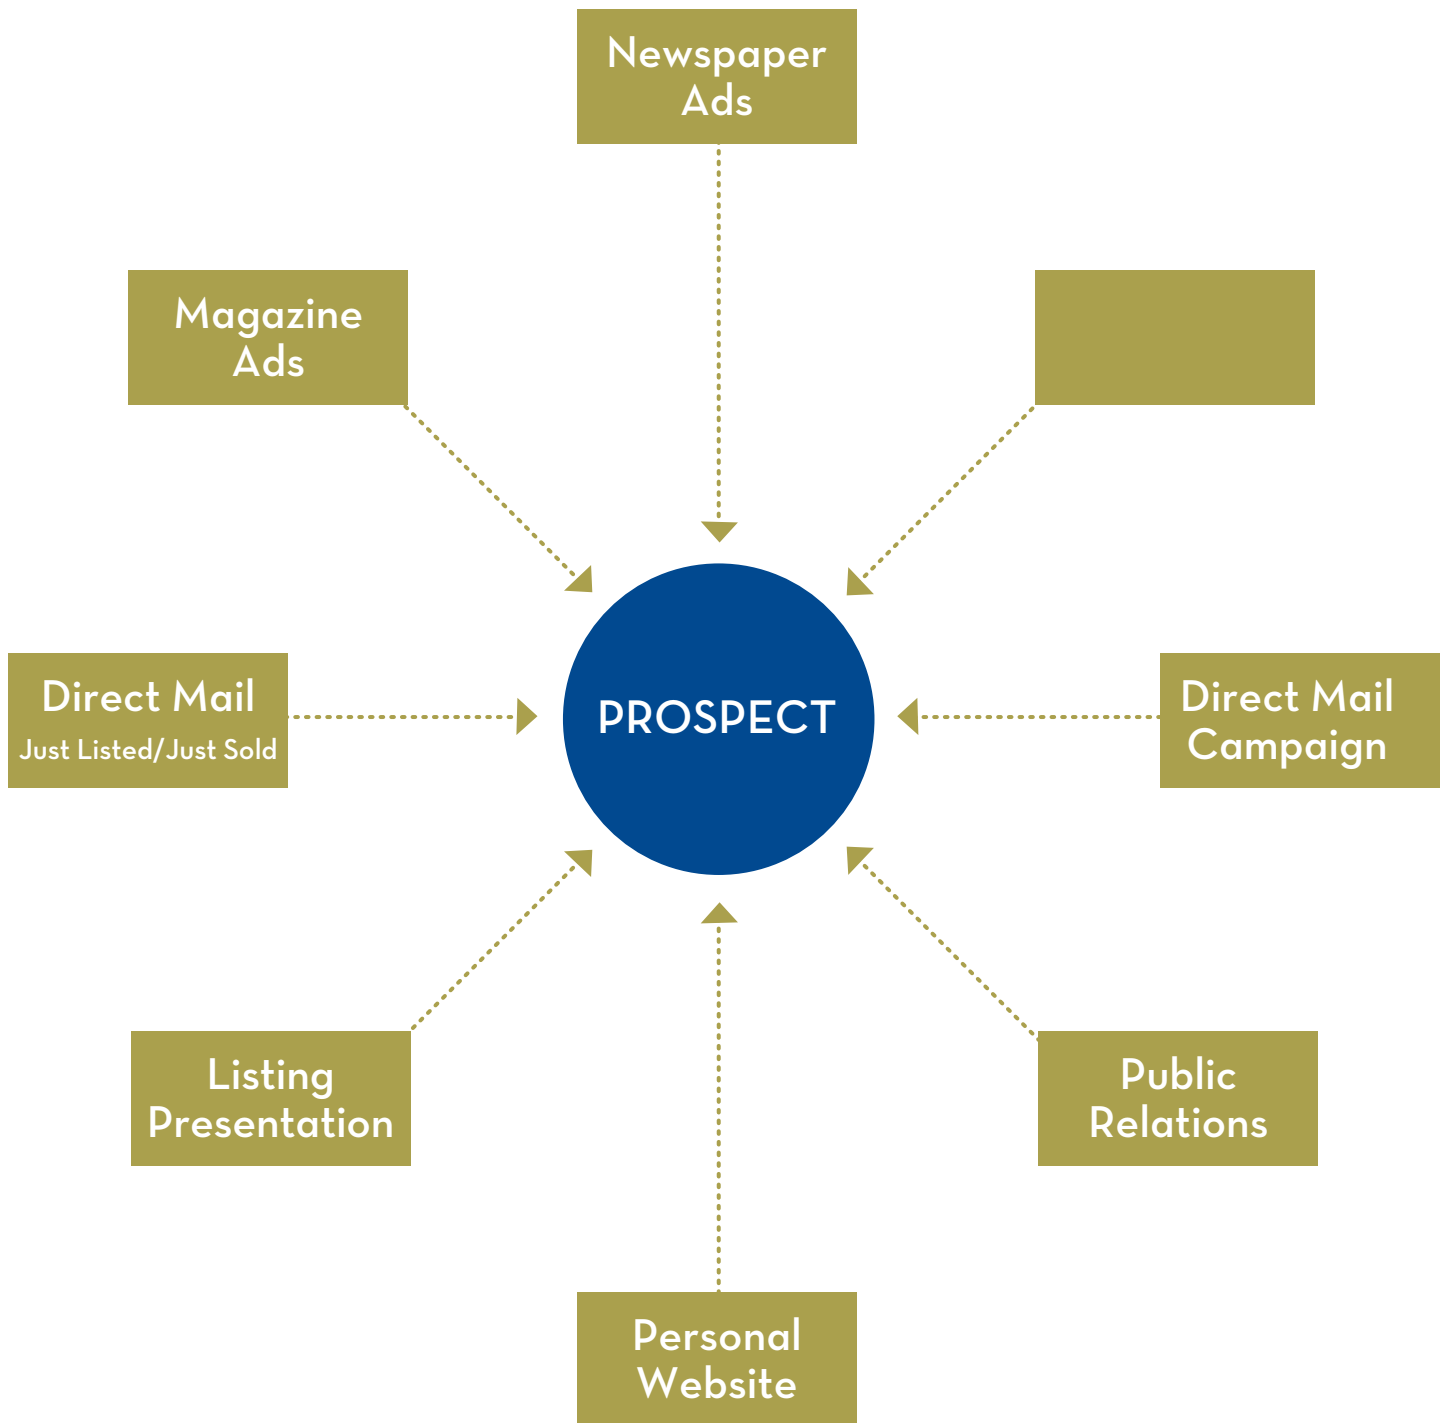 Newspaper
Ads
Magazine
Ads
Direct Mail
Just Listed/Just Sold
PROSPECT
Direct Mail
Campaign
Listing
Presentation
Public
Relations
Personal
Website